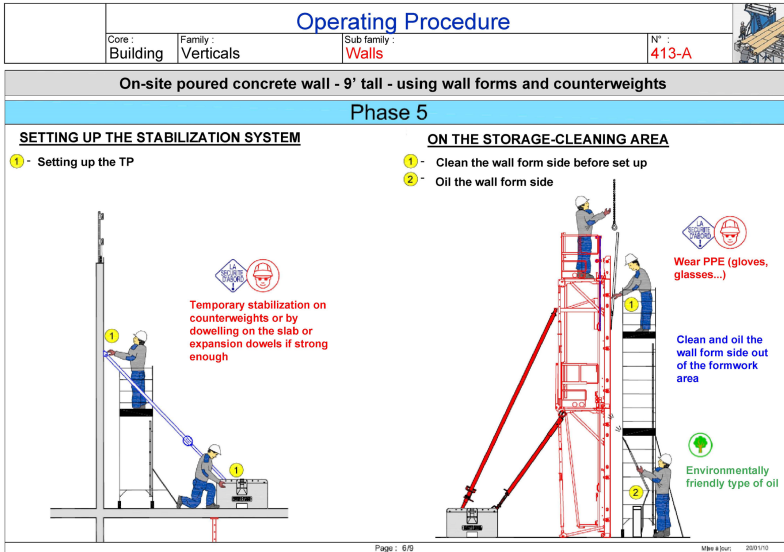 Operating Procedure
Core :
Building
Family :
Verticals
Sub family :
Walls
N° :
413-A
On-site poured concrete wall - 9’ tall - using wall forms and counterweights
Phase 5
SETTING UP THE STABILIZATION SYSTEM
1 - Setting up the TP
LA
SECURITE
D'ABORD
!
Temporary stabilization on
counterweights or by
dowelling on the slab or
expansion dowels if strong
enough
1
1
ON THE STORAGE-CLEANING AREA
1 - Clean the wall form side before set up
2 - Oil the wall form side
LA
SECURITE
D'ABORD
!
Wear PPE (gloves,
glasses...)
1
Clean and oil the
wall form side out
of the formwork
area
Environmentally
friendly type of oil
2
Page : 6/9
Mise à jour: 20/01/10